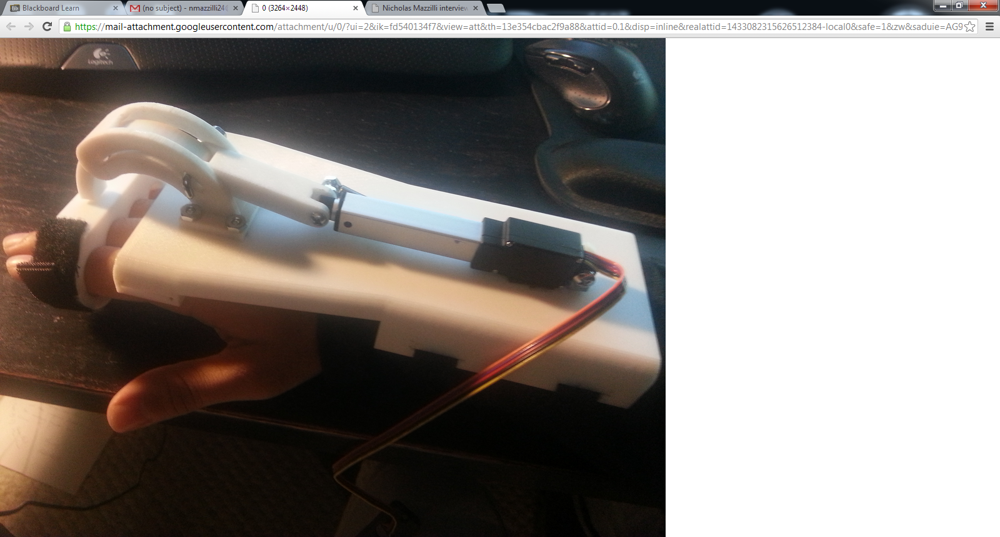 Bb Blackboard Learn
(no subject) - nmazzilli24
0 (3264×2448)
Nicholas Mazzilli interview
https://mail-attachment.googleusercontent.com/attachment/u/0/?ui=2&ik=fd540134f7&view=att&th=13e354cbac2f9a88&attid=0.1&disp=inline&realattid=1433082315626512384-local0&safe=1&zw&saduie=AG9
Logitech